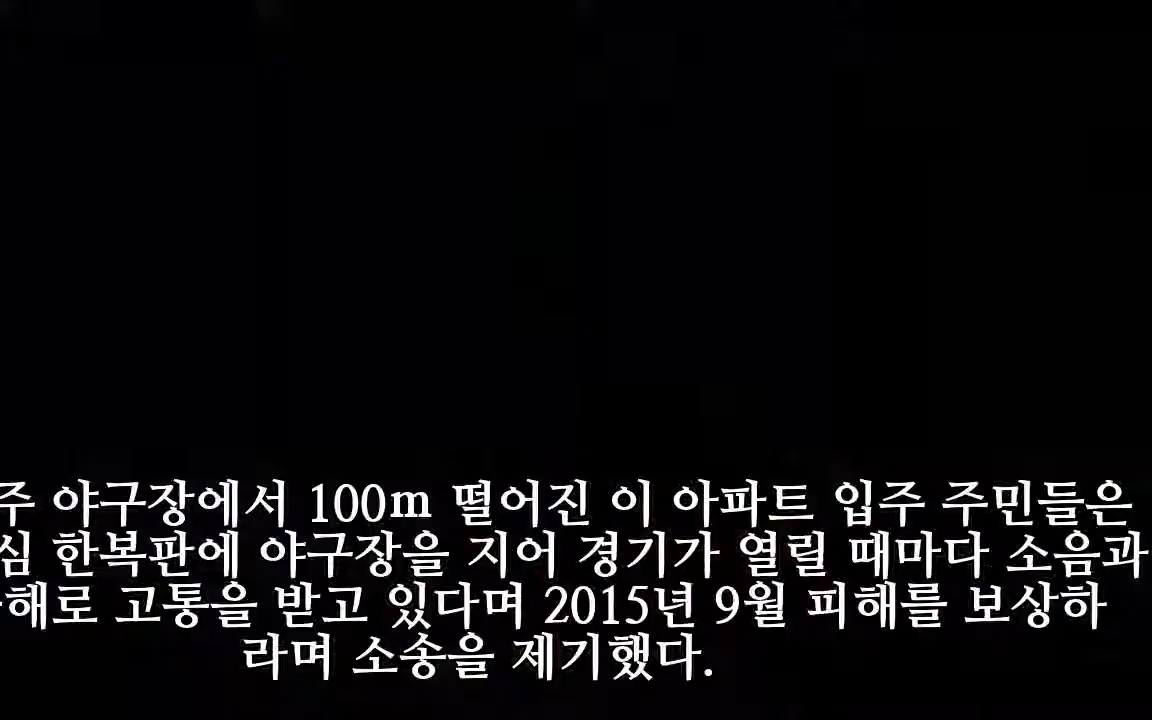 주 야구장에서 100m 떨어진 이 아파트 입주 주민들은
심 한복판에 야구장을 지어 경기가 열릴 때마다 소음과
해로 고통을 받고 있다며 2015년 9월 피해를 보상하
라며 소송을 제기했다.